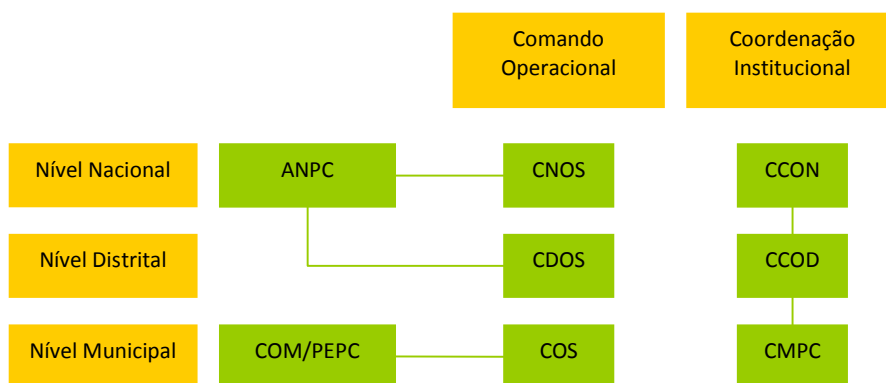 Comando
Operacional
Coordenação
Institucional
Nível Nacional
ANPC
CNOS
CCON
Nível Distrital
CDOS
CCOD
Nível Municipal
COM/PEPC
COS
CMPC